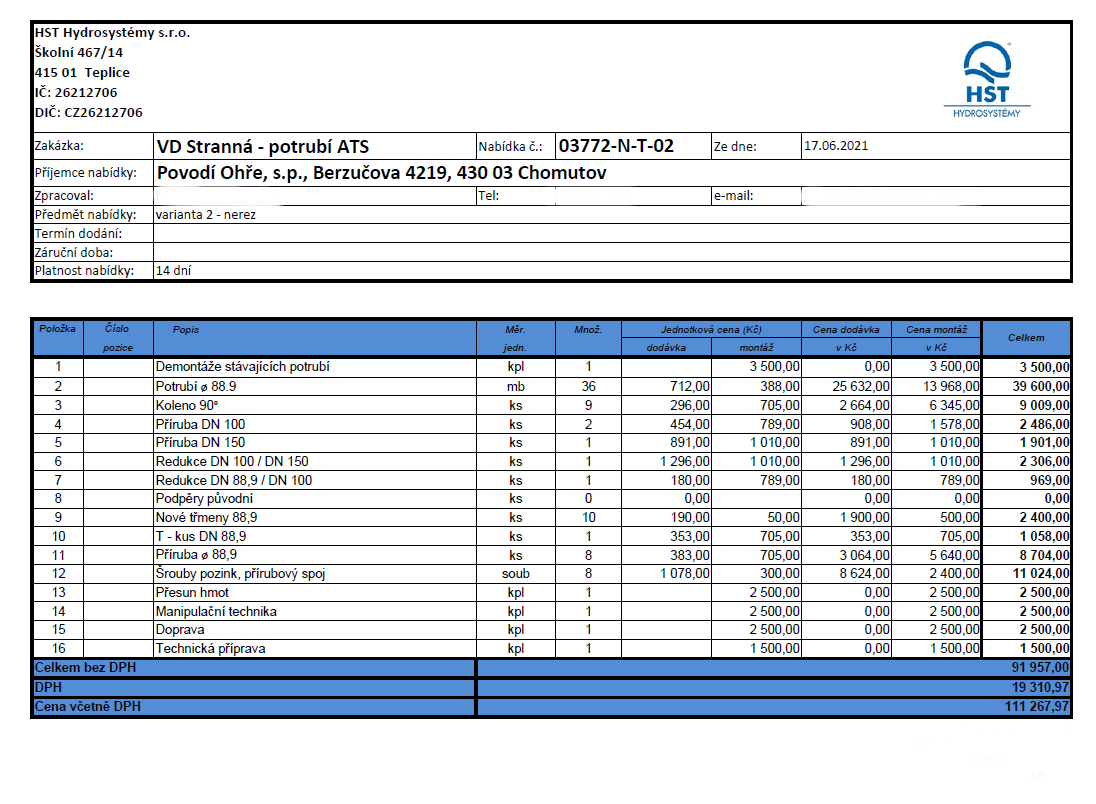 HST Hydrosystémy s.r.o.
Školní 467/14
415 01 Teplice
IČ: 26212706
DIČ: CZ26212706
HST
HYDROSYSTÉMY
Zakázka: VD Stranná - potrubí ATS Nabídka č.: 03772-N-T-02 Ze dne: 17.06.2021
Příjemce nabídky: Povodí Ohře, s.p., Berzučova 4219, 430 03 Chomutov
Zpracoval: Tel: e-mail:
Předmět nabídky: varianta 2 - nerez
Termín dodání:
Záruční doba:
Platnost nabídky: 14 dní
Položka Číslo Popis Měr. Množ. Jednotková cena (Kč) Cena dodávka Cena montáž Celkem
pozice jedn. dodávka montáž v Kč v Kč
1 Demontáže stávajících potrubí kpl 1 3 500,00 0,00 3 500,00 3 500,00
2 Potrubí ø 88.9 mb 36 712,00 388,00 25 632,00 13 968,00 39 600,00
3 Koleno 90° ks 9 296,00 705,00 2 664,00 6 345,00 9 009,00
4 Příruba DN 100 ks 2 454,00 789,00 908,00 1 578,00 2 486,00
5 Příruba DN 150 ks 1 891,00 1 010,00 891,00 1 010,00 1 901,00
6 Redukce DN 100 / DN 150 ks 1 1 296,00 1 010,00 1 296,00 1 010,00 2 306,00
7 Redukce DN 88,9 / DN 100 ks 1 180,00 789,00 180,00 789,00 969,00
8 Podpěry původní ks 0 0,00 0,00 0,00 0,00
9 Nové třmeny 88,9 ks 10 190,00 50,00 1 900,00 500,00 2 400,00
10 T - kus DN 88,9 ks 1 353,00 705,00 353,00 705,00 1 058,00
11 Příruba ø 88,9 ks 8 383,00 705,00 3 064,00 5 640,00 8 704,00
12 Šrouby pozink, přírubový spoj soub 8 1 078,00 300,00 8 624,00 2 400,00 11 024,00
13 Přesun hmot kpl 1 2 500,00 0,00 2 500,00 2 500,00
14 Manipulační technika kpl 1 2 500,00 0,00 2 500,00 2 500,00
15 Doprava kpl 1 2 500,00 0,00 2 500,00 2 500,00
16 Technická příprava kpl 1 1 500,00 0,00 1 500,00 1 500,00
Celkem bez DPH 91 957,00
DPH 19 310,97
Cena včetně DPH 111 267,97